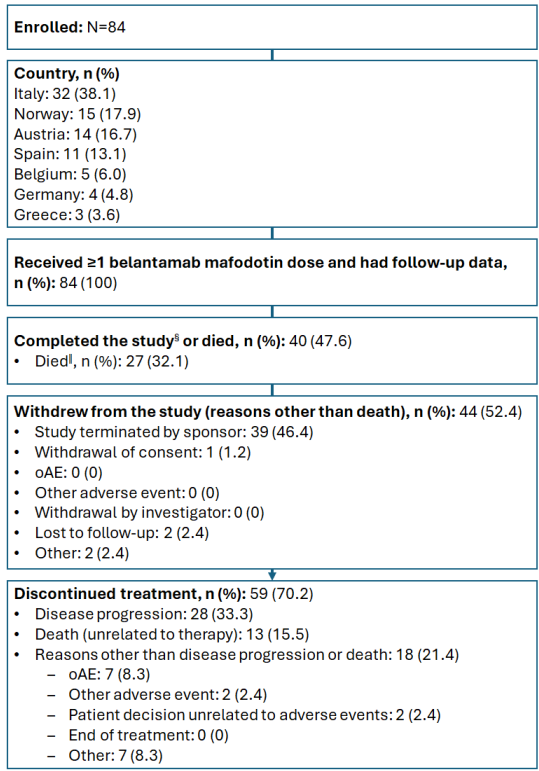 Enrolled: N=84
Country, n (%)
Italy: 32 (38.1)
Norway: 15 (17.9)
Austria: 14 (16.7)
Spain: 11 (13.1)
Belgium: 5 (6.0)
Germany: 4 (4.8)
Greece: 3 (3.6)
Received ≥1 belantamab mafodotin dose and had follow-up data,
n (%): 84 (100)
Completed the study§ or died, n (%): 40 (47.6)
• Died‖, n (%): 27 (32.1)
Withdrew from the study (reasons other than death), n (%): 44 (52.4)
• Study terminated by sponsor: 39 (46.4)
• Withdrawal of consent: 1 (1.2)
• oAE: 0 (0)
• Other adverse event: 0 (0)
• Withdrawal by investigator: 0 (0)
• Lost to follow-up: 2 (2.4)
• Other: 2 (2.4)
Discontinued treatment, n (%): 59 (70.2)
• Disease progression: 28 (33.3)
• Death (unrelated to therapy): 13 (15.5)
• Reasons other than disease progression or death: 18 (21.4)
– oAE: 7 (8.3)
– Other adverse event: 2 (2.4)
– Patient decision unrelated to adverse events: 2 (2.4)
– End of treatment: 0 (0)
– Other: 7 (8.3)